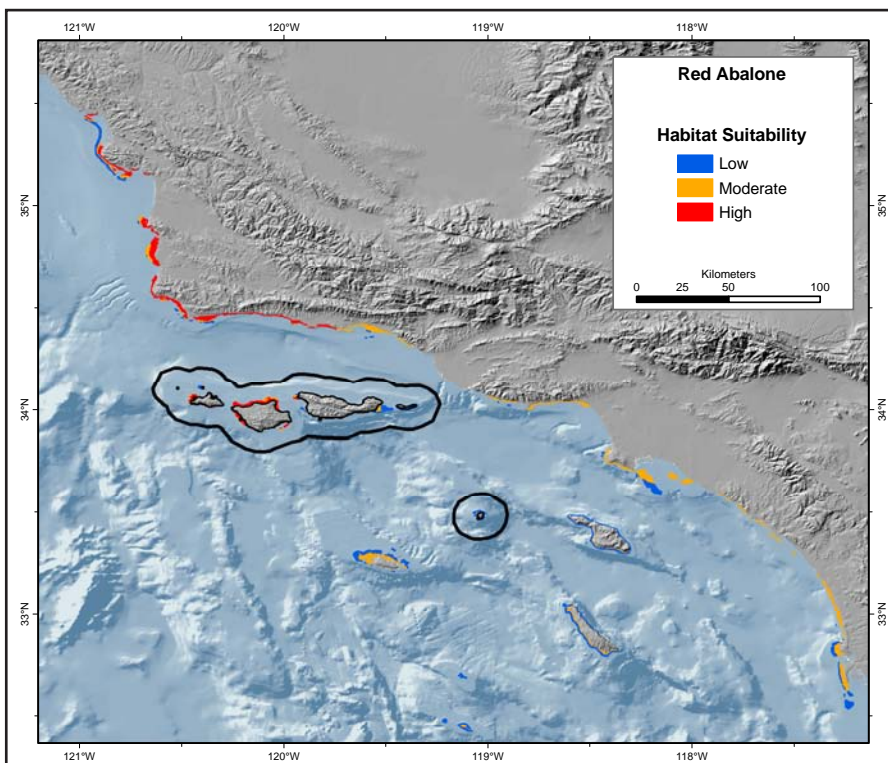 121°W 120°W 119°W 118°W
Red Abalone
Habitat Suitability
Low
Moderate
High
Kilometers
0 25 50 100
35°N
35°N
34°N
34°N
33°N
33°N
121°W 120°W 119°W 118°W